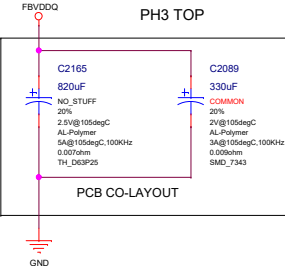 FBVDDQ
PH3 TOP
C2165
820uF
NO_STUFF
20%
2.5V@105degC
AL-Polymer
5A@105degC,100KHz
0.007ohm
TH_D63P25
C2089
330uF
COMMON
20%
2V@105degC
AL-Polymer
3A@105degC,100KHz
0.009ohm
SMD_7343
PCB CO-LAYOUT
GND